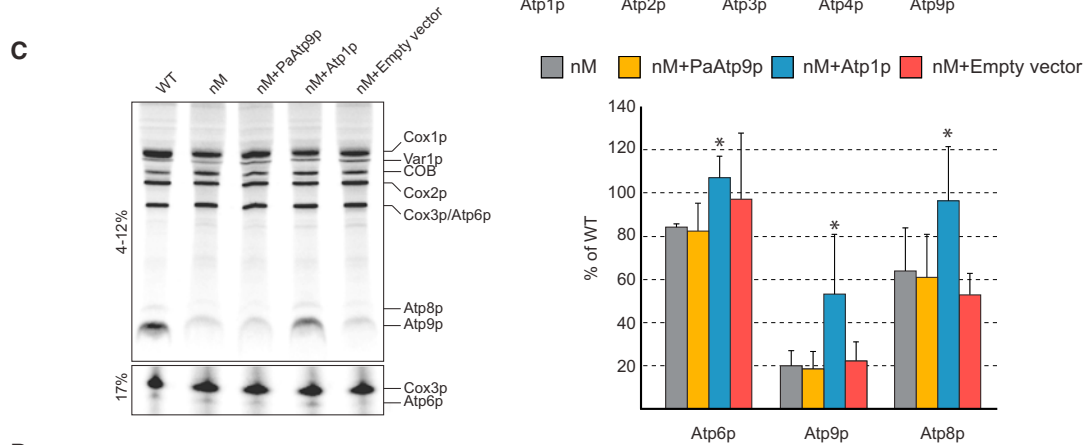 Atp1p Atp2p Atp3p Atp4p Atp9p
C
WT nM nM+PaAtp9p nM+Atp1p nM+Empty vector
nM nM+PaAtp9p nM+Atp1p nM+Empty vector
4-12%
Cox1p
Var1p
COB
Cox2p
Cox3p/Atp6p
Atp8p
Atp9p
17%
Cox3p
Atp6p
% of WT
140
120
100
80
60
40
20
* * *
Atp6p Atp9p Atp8p